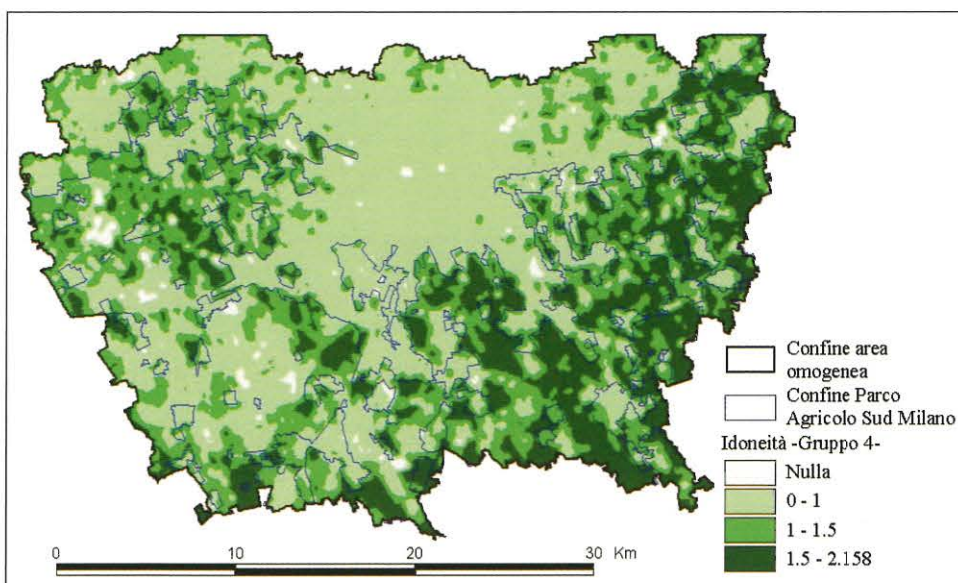 Confine area
omogenea
Confine Parco
Agricolo Sud Milano
Idoneità -Gruppo 4-
Nulla
0 - 1
1 - 1.5
1.5 - 2.158
0 10 20 30 Km